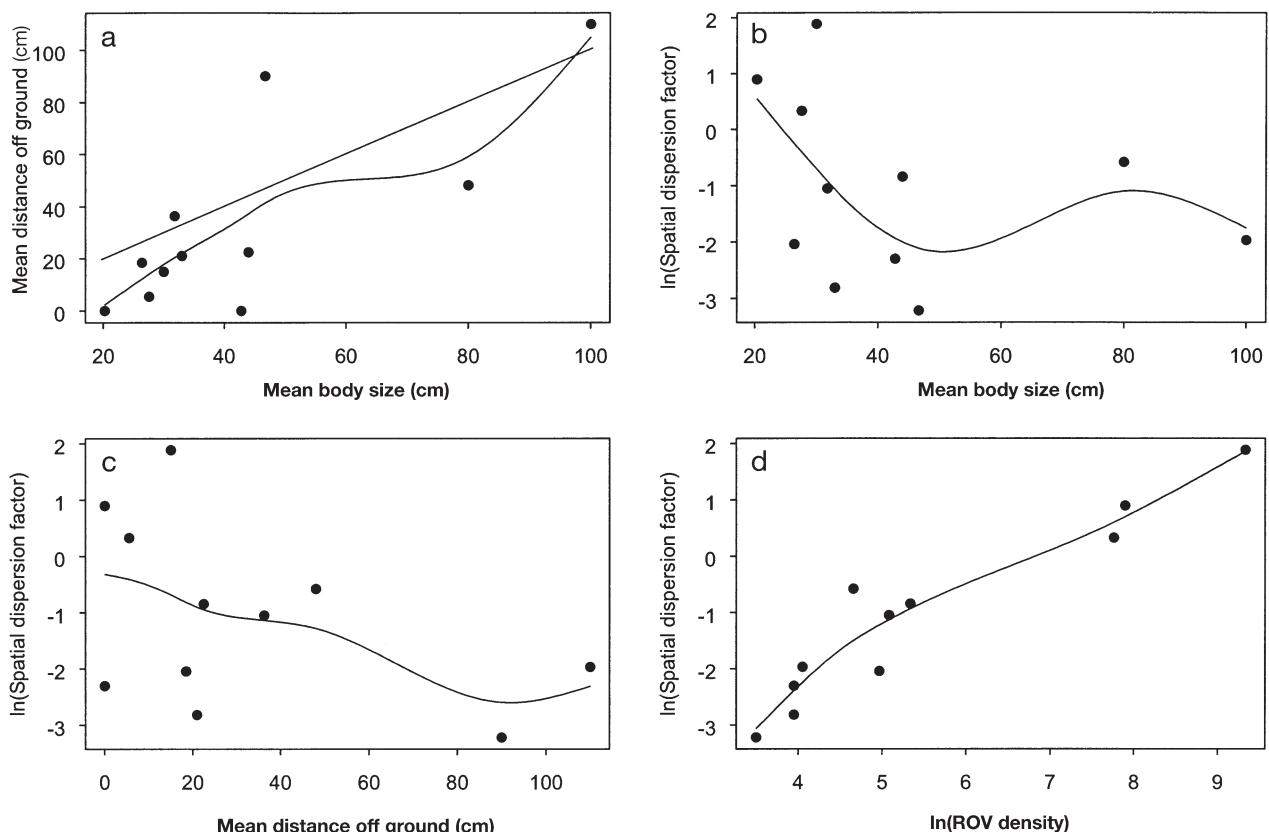 a
Mean distance off ground (cm)
100
80
60
40
20
0
20 40 60 80 100
Mean body size (cm)
b
ln(Spatial dispersion factor)
2
1
0
-1
-2
-3
20 40 60 80 100
Mean body size (cm)
c
ln(Spatial dispersion factor)
2
1
0
-1
-2
-3
0 20 40 60 80 100
Mean distance off ground (cm)
d
ln(Spatial dispersion factor)
2
1
0
-1
-2
-3
4 5 6 7 8 9
ln(ROV density)